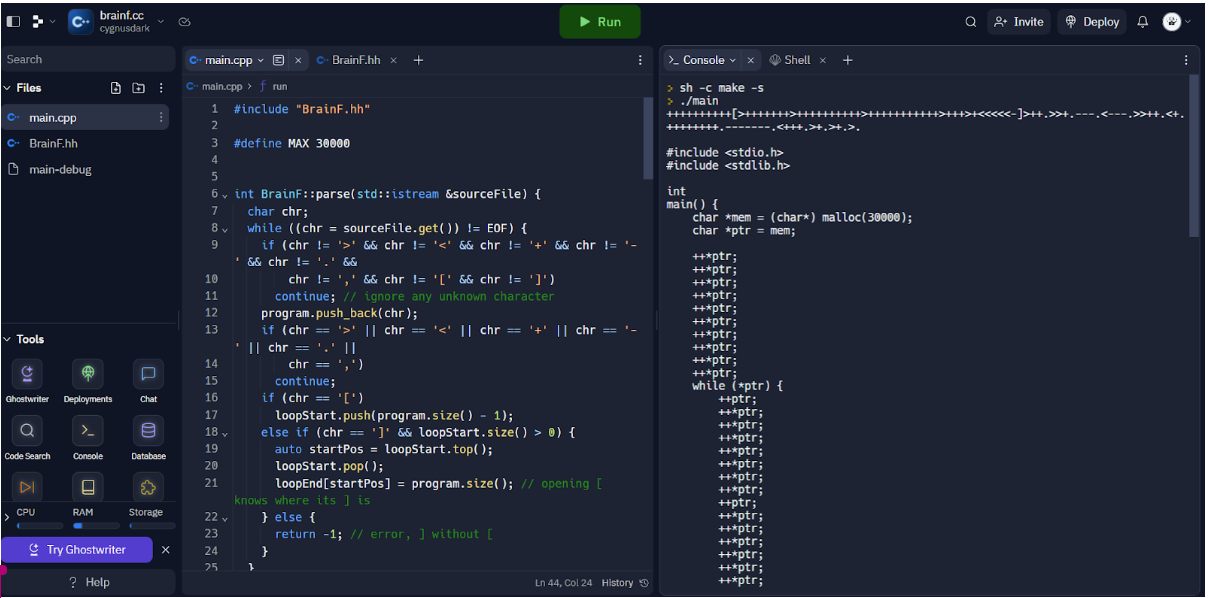 brainf.cc
cygnusdark
Run
Invite
Deploy
Search
Files
main.cpp
BrainF.hh
main-debug
Tools
Ghostwriter
Deployments
Chat
Code Search
Console
Database
CPU
RAM
Storage
Try Ghostwriter
? Help
main.cpp
BrainF.hh
main.cpp > f run
1 #include "BrainF.hh"
2
3 #define MAX 30000
4
5
6 int BrainF::parse(std::istream &sourceFile) {
7 char chr;
8 while ((chr = sourceFile.get()) != EOF) {
9 if (chr != '>' && chr != '<' && chr != '+' && chr != '-
' && chr != '.' &&
10 chr != ',' && chr != '[' && chr != ']')
11 continue; // ignore any unknown character
12 program.push_back(chr);
13 if (chr == '>' || chr == '<' || chr == '+' || chr == '-
' || chr == '.' ||
14 chr == ',')
15 continue;
16 if (chr == '[')
17 loopStart.push(program.size() - 1);
18 else if (chr == ']' && loopStart.size() > 0) {
19 auto startPos = loopStart.top();
20 loopStart.pop();
21 loopEnd[startPos] = program.size(); // opening [
knows where its ] is
22 } else {
23 return -1; // error, ] without [
24 }
25 }
Ln 44, Col 24 History
>_ Console
Shell
> sh -c make -s
> ./main
++++++++++[>+++++++>++++++++++>+++++++++++>+++>+<<<<<-]>++.>>+.---.<---.>>++.<+.
++++++++.-------.<+++.>+.>+.>.
#include <stdio.h>
#include <stdlib.h>
int
main() {
char *mem = (char*) malloc(30000);
char *ptr = mem;
++*ptr;
++*ptr;
++*ptr;
++*ptr;
++*ptr;
++*ptr;
++*ptr;
++*ptr;
++*ptr;
++*ptr;
while (*ptr) {
++ptr;
++*ptr;
++*ptr;
++*ptr;
++*ptr;
++*ptr;
++*ptr;
++*ptr;
++ptr;
++*ptr;
++*ptr;
++*ptr;
++*ptr;
++*ptr;
++*ptr;